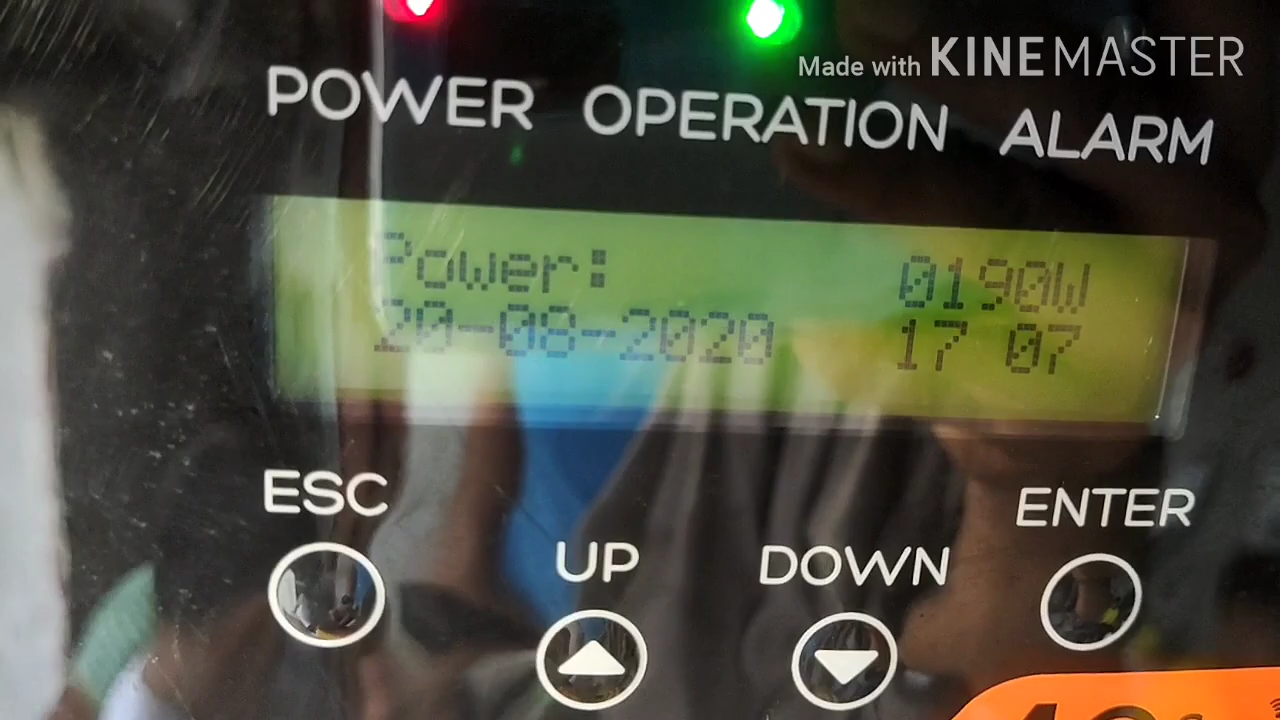 Made with KINEMASTER
POWER OPERATION ALARM
Power: 0190W
20-08-2020 17 07
ESC
UP
DOWN
ENTER